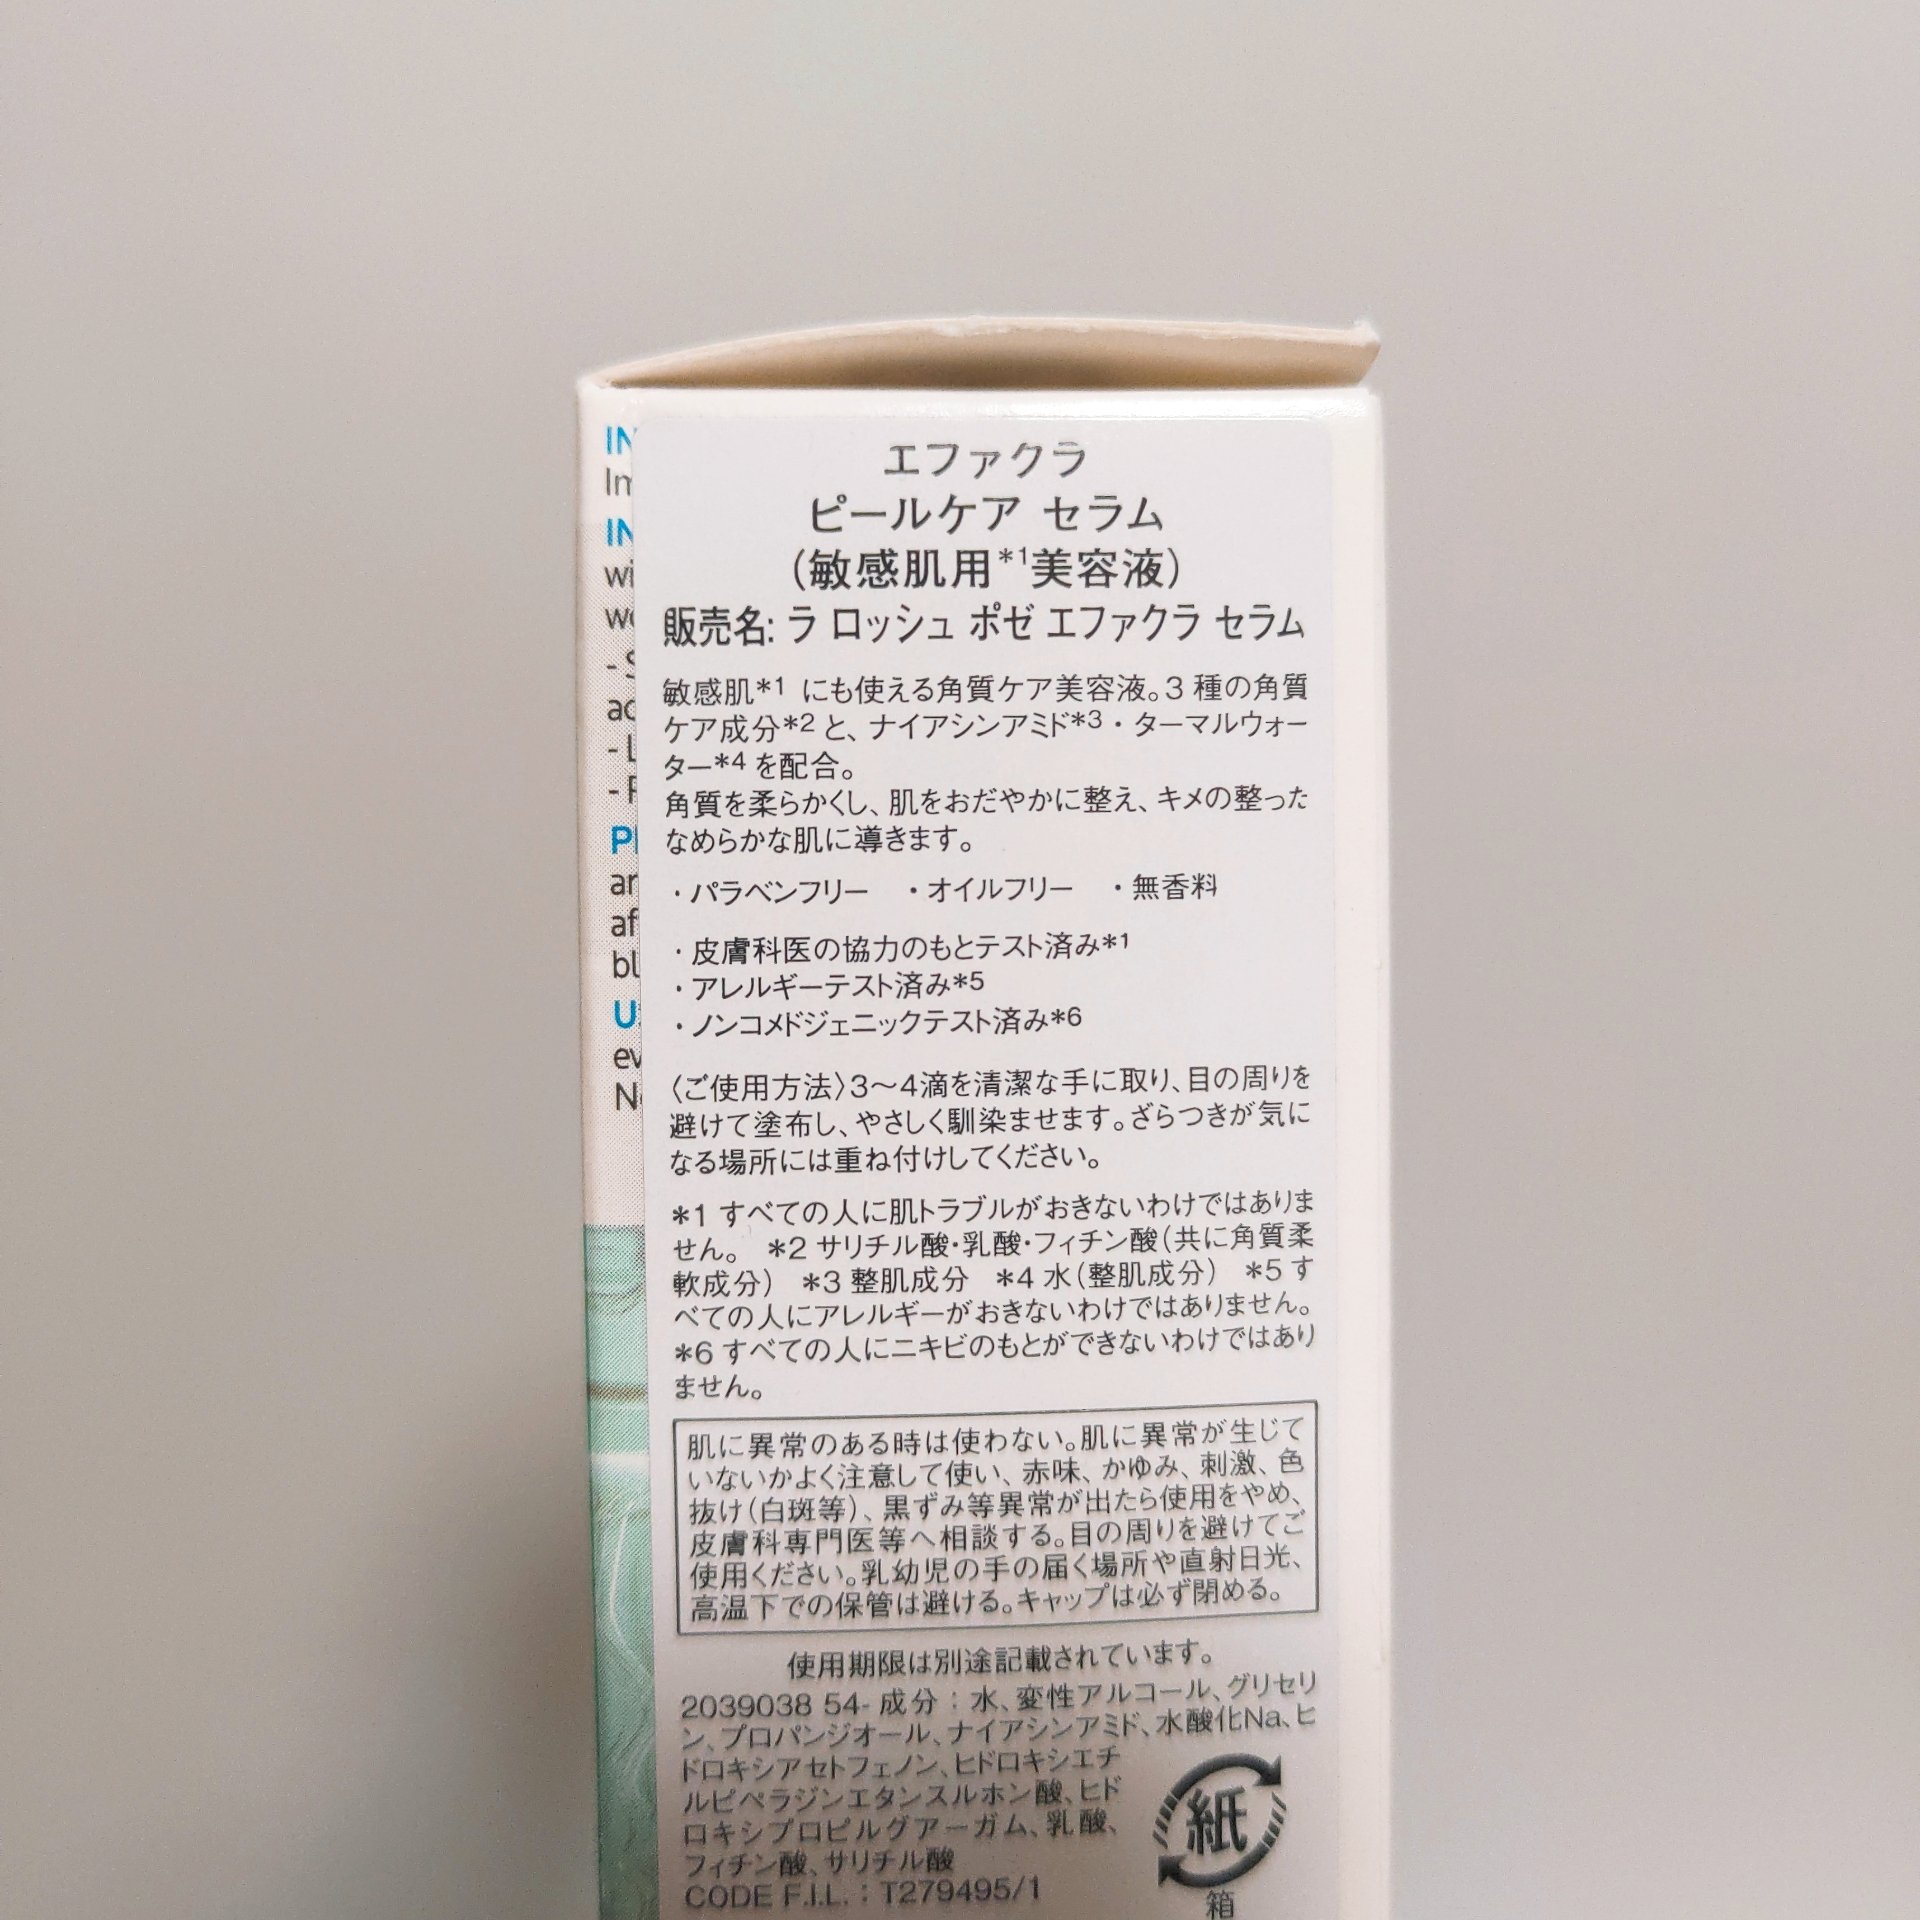 エファクラ
ピールケア セラム
(敏感肌用*1美容液)
販売名: ラ ロッシュ ポゼ エファクラ セラム
敏感肌*1 にも使える角質ケア美容液。3 種の角質
ケア成分*2 と、ナイアシンアミド*3・ターマルウォー
ター*4 を配合。
角質を柔らかくし、肌をおだやかに整え、キメの整った
なめらかな肌に導きます。
・パラベンフリー ・オイルフリー ・無香料
・皮膚科医の協力のもとテスト済み*1
・アレルギーテスト済み*5
・ノンコメドジェニックテスト済み*6
〈ご使用方法〉3〜4滴を清潔な手に取り、目の周りを
避けて塗布し、やさしく馴染ませます。ざらつきが気に
なる場所には重ね付けしてください。
*1 すべての人に肌トラブルがおきないわけではありま
せん。 *2 サリチル酸・乳酸・フィチン酸(共に角質柔
軟成分) *3 整肌成分 *4 水(整肌成分) *5 す
べての人にアレルギーがおきないわけではありません。
*6 すべての人にニキビのもとができないわけではあり
ません。
肌に異常のある時は使わない。肌に異常が生じて
いないかよく注意して使い、赤味、かゆみ、刺激、色
抜け(白斑等)、黒ずみ等異常が出たら使用をやめ、
皮膚科専門医等へ相談する。目の周りを避けてご
使用ください。乳幼児の手の届く場所や直射日光、
高温下での保管は避ける。キャップは必ず閉める。
使用期限は別途記載されています。
2039038 54- 成分：水、変性アルコール、グリセリ
ン、プロパンジオール、ナイアシンアミド、水酸化Na、ヒ
ドロキシアセトフェノン、ヒドロキシエチ
ルピペラジンエタンスルホン酸、ヒド
ロキシプロピルグアーガム、乳酸、
フィチン酸、サリチル酸
CODE F.I.L.：T279495/1
紙
箱